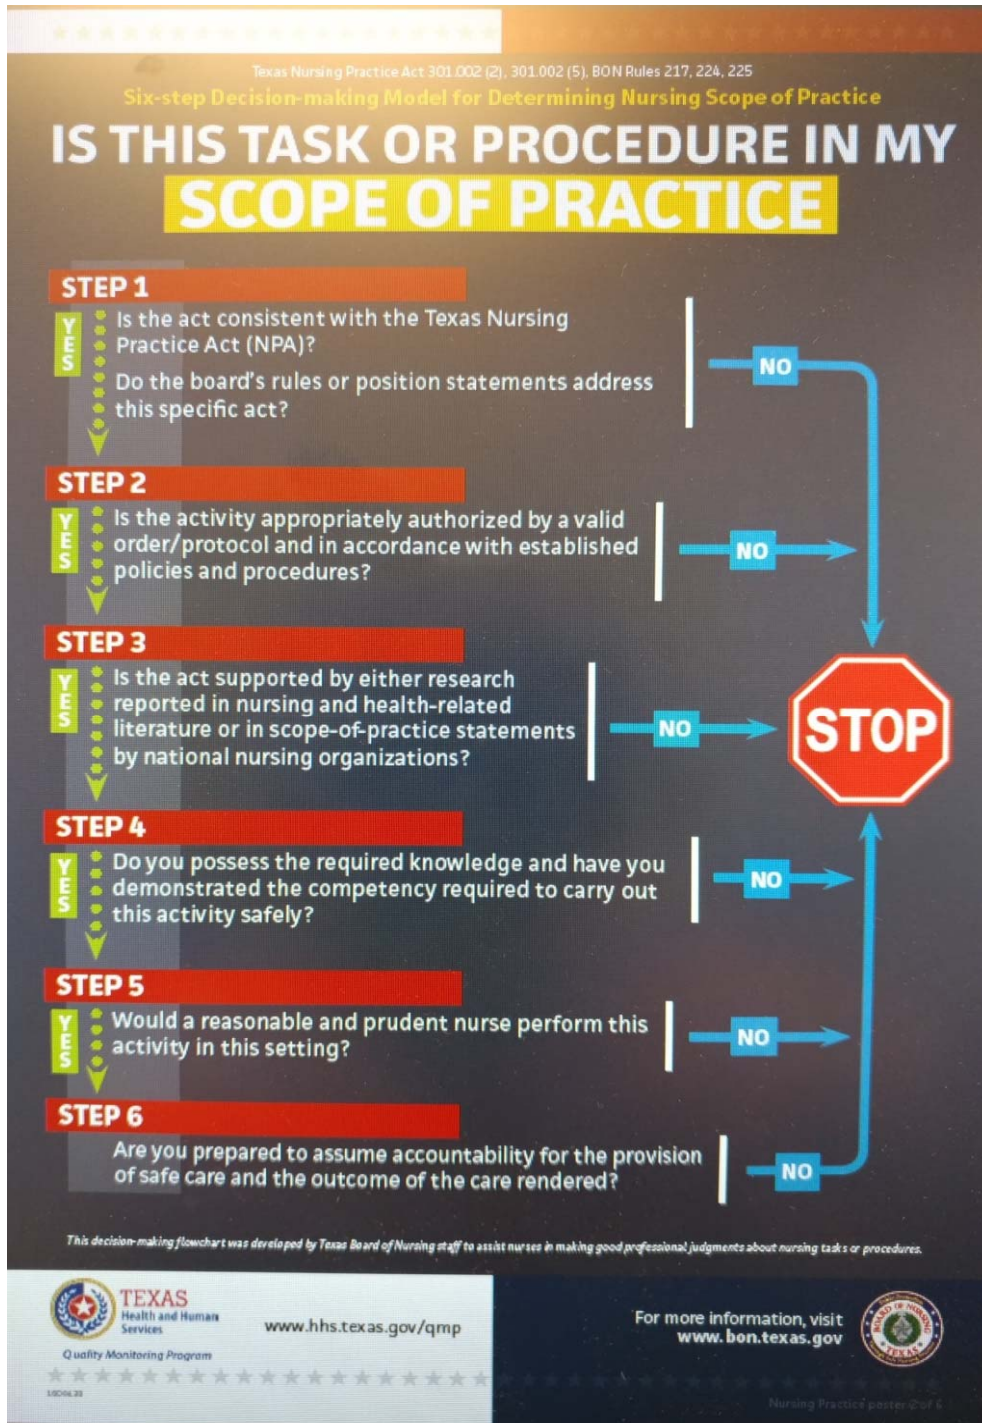 Texas Nursing Practice Act 301.002 (2), 301.002 (5), BON Rules 217, 224, 225
Six-step Decision-making Model for Determining Nursing Scope of Practice
IS THIS TASK OR PROCEDURE IN MY
SCOPE OF PRACTICE
STEP 1
YES
Is the act consistent with the Texas Nursing
Practice Act (NPA)?
Do the board's rules or position statements address
this specific act?
NO
STEP 2
YES
Is the activity appropriately authorized by a valid
order/protocol and in accordance with established
policies and procedures?
NO
STEP 3
YES
Is the act supported by either research
reported in nursing and health-related
literature or in scope-of-practice statements
by national nursing organizations?
NO
STOP
STEP 4
YES
Do you possess the required knowledge and have you
demonstrated the competency required to carry out
this activity safely?
NO
STEP 5
YES
Would a reasonable and prudent nurse perform this
activity in this setting?
NO
STEP 6
Are you prepared to assume accountability for the provision
of safe care and the outcome of the care rendered?
NO
This decision-making flowchart was developed by Texas Board of Nursing staff to assist nurses in making good professional judgments about nursing tasks or procedures.
TEXAS
Health and Human
Services
Quality Monitoring Program
www.hhs.texas.gov/qmp
For more information, visit
www.bon.texas.gov
BOARD OF NURSING
TEXAS
Nursing Practice poster 2 of 6